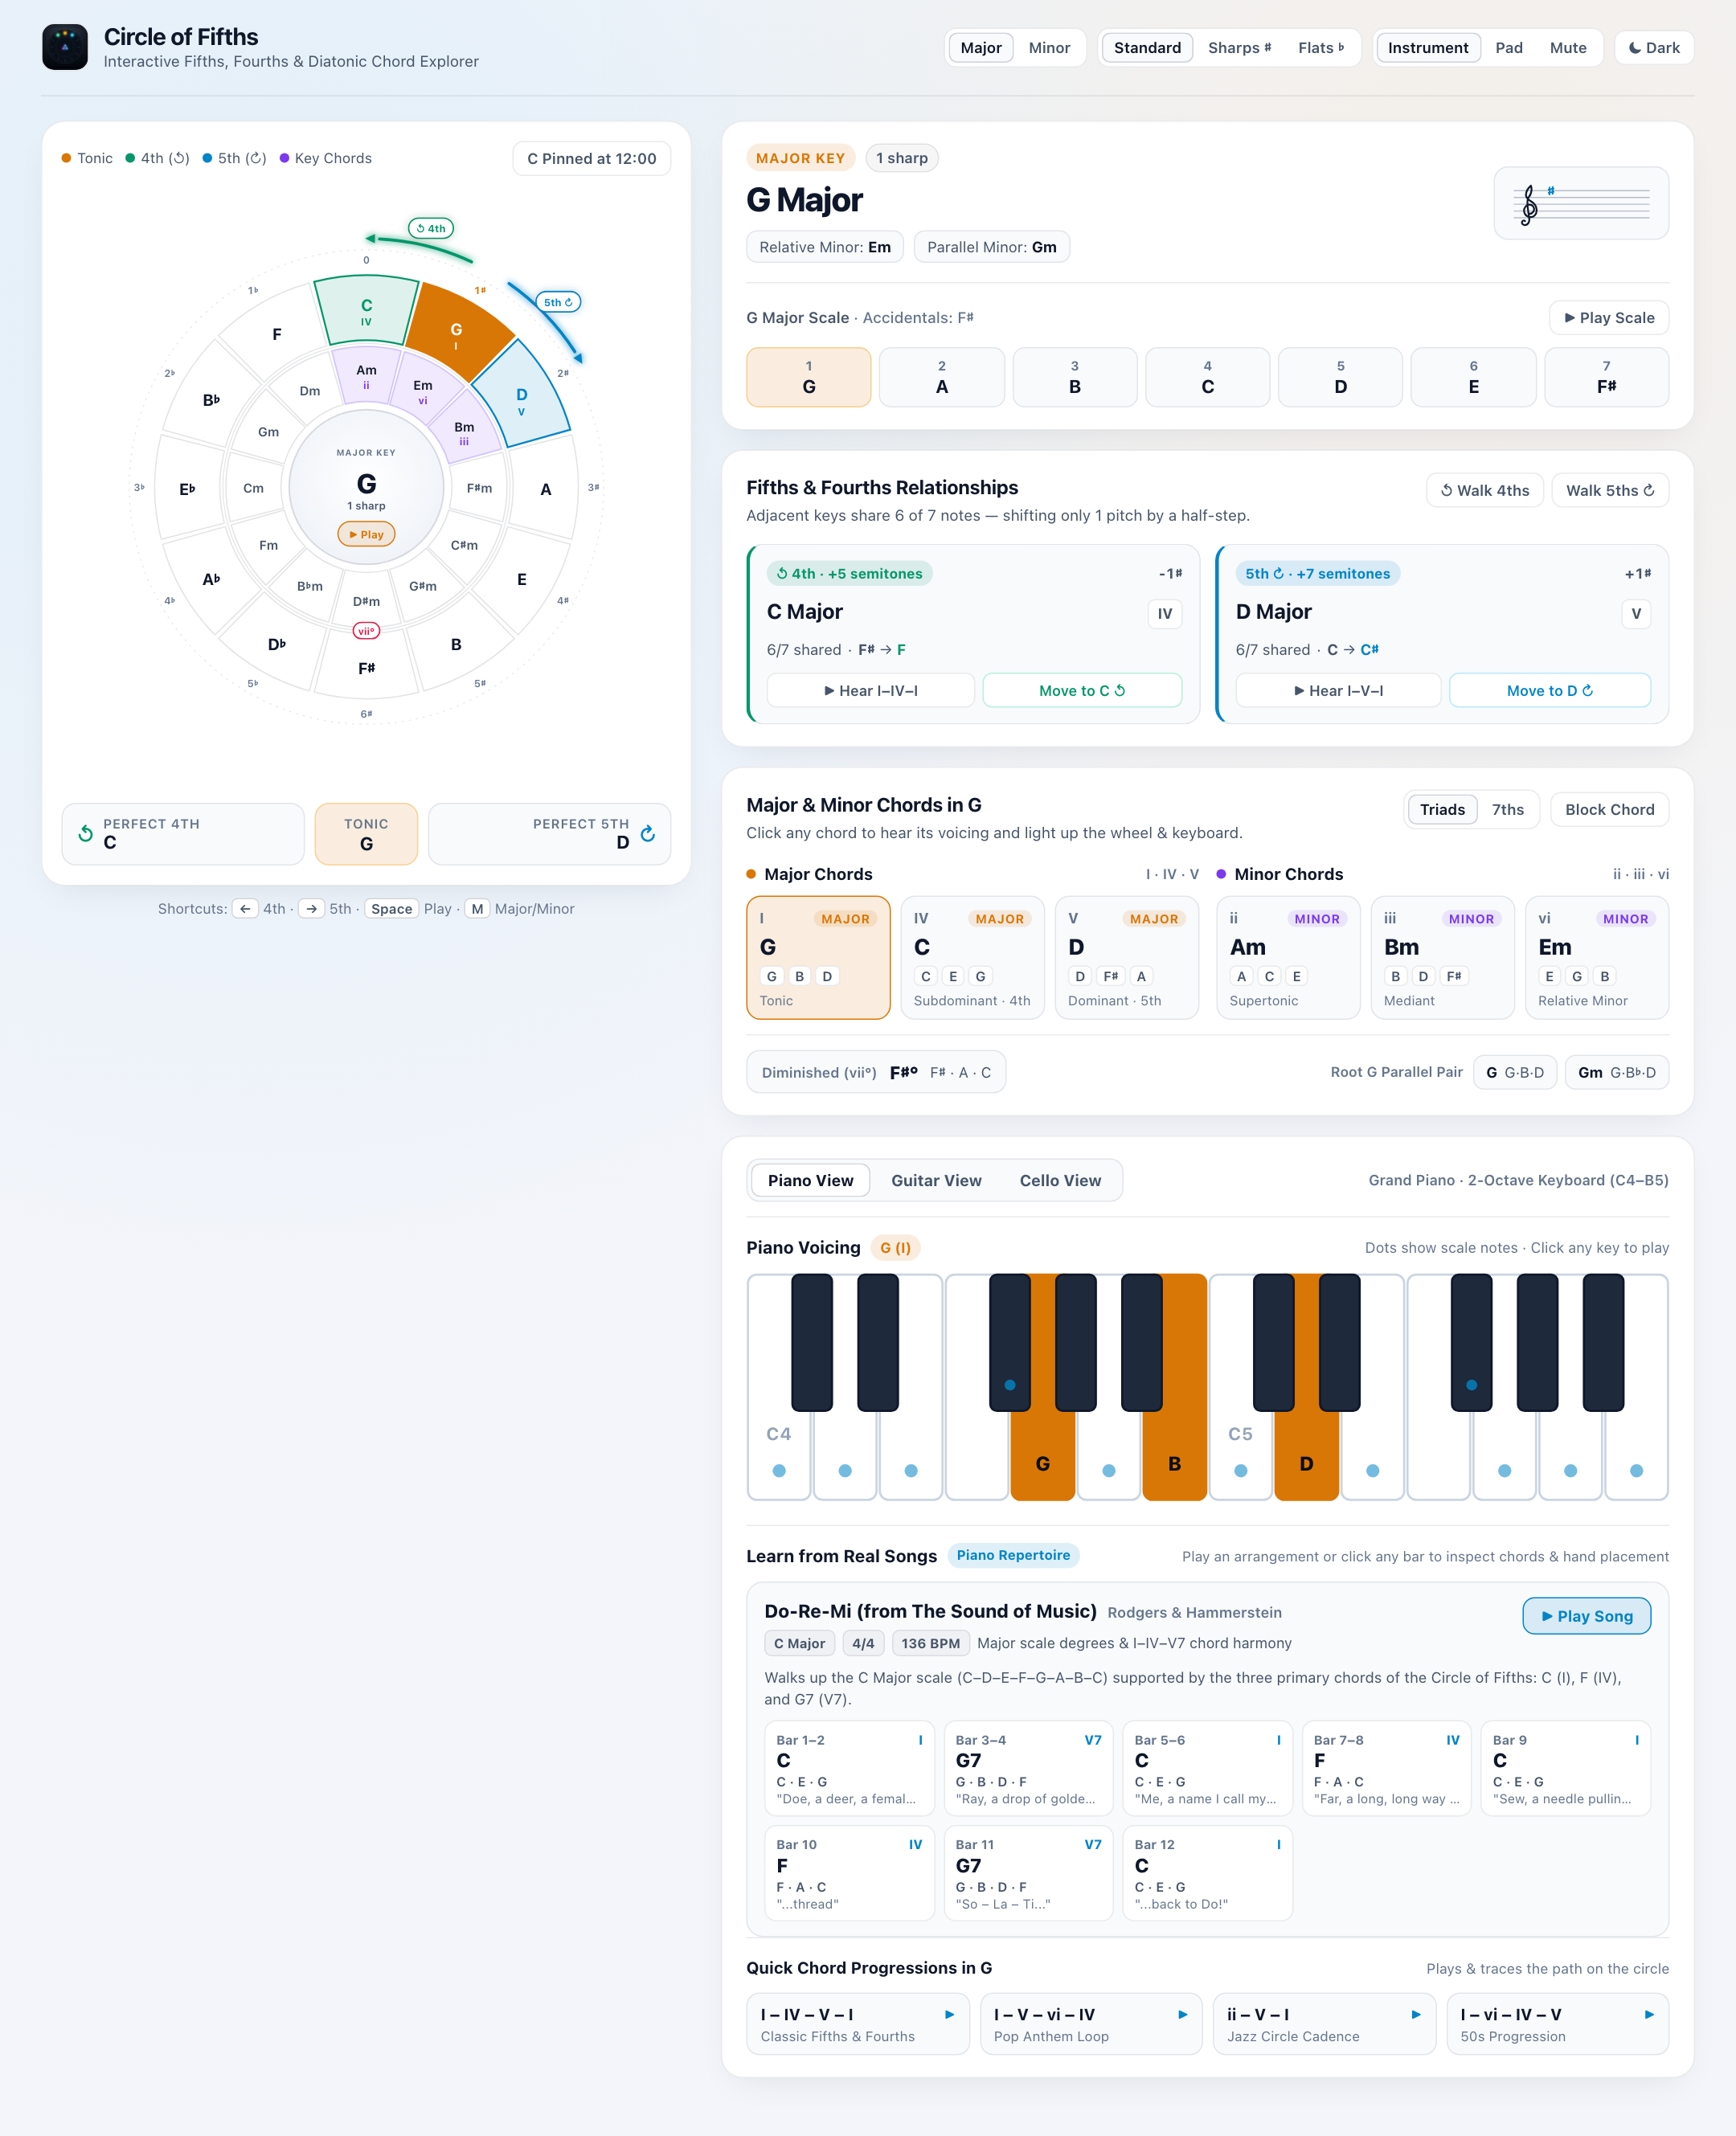 Circle of Fifths
Interactive Fifths, Fourths & Diatonic Chord Explorer
Major Minor
Standard Sharps ♯ Flats ♭
Instrument Pad Mute
Dark
Tonic 4th (↺) 5th (↻) Key Chords
C Pinned at 12:00
↺ 4th
5th ↻
0
1♯
2♯
3♯
4♯
5♯
6♯
5♭
4♭
3♭
2♭
1♭
C
IV
G
I
D
V
A
E
B
F♯
D♭
A♭
E♭
B♭
F
Am
ii
Em
vi
Bm
iii
F♯m
C♯m
G♯m
D♯m
vii°
B♭m
Fm
Cm
Gm
Dm
MAJOR KEY
G
1 sharp
▶ Play
↺ PERFECT 4TH
C
TONIC
G
PERFECT 5TH ↻
D
Shortcuts: ← 4th · → 5th · Space Play · M Major/Minor
MAJOR KEY 1 sharp
G Major
Relative Minor: Em Parallel Minor: Gm
♯
G Major Scale · Accidentals: F♯
▶ Play Scale
1 2 3 4 5 6 7
G A B C D E F♯
Fifths & Fourths Relationships
Adjacent keys share 6 of 7 notes — shifting only 1 pitch by a half-step.
↺ Walk 4ths Walk 5ths ↻
↺ 4th · +5 semitones -1♯
C Major IV
6/7 shared · F♯ → F
▶ Hear I–IV–I Move to C ↺
5th ↻ · +7 semitones +1♯
D Major V
6/7 shared · C → C♯
▶ Hear I–V–I Move to D ↻
Major & Minor Chords in G
Click any chord to hear its voicing and light up the wheel & keyboard.
Triads 7ths Block Chord
Major Chords I · IV · V
I MAJOR
G
G B D
Tonic
IV MAJOR
C
C E G
Subdominant · 4th
V MAJOR
D
D F♯ A
Dominant · 5th
Minor Chords ii · iii · vi
ii MINOR
Am
A C E
Supertonic
iii MINOR
Bm
B D F♯
Mediant
vi MINOR
Em
E G B
Relative Minor
Diminished (vii°) F♯° F♯ · A · C
Root G Parallel Pair G G·B·D Gm G·B♭·D
Piano View Guitar View Cello View
Grand Piano · 2-Octave Keyboard (C4–B5)
Piano Voicing G (I)
Dots show scale notes · Click any key to play
C4 C5
G B D
Learn from Real Songs Piano Repertoire
Play an arrangement or click any bar to inspect chords & hand placement
Do-Re-Mi (from The Sound of Music) Rodgers & Hammerstein
▶ Play Song
C Major 4/4 136 BPM Major scale degrees & I–IV–V7 chord harmony
Walks up the C Major scale (C–D–E–F–G–A–B–C) supported by the three primary chords of the Circle of Fifths: C (I), F (IV),
and G7 (V7).
Bar 1–2 I
C
C · E · G
"Doe, a deer, a femal...
Bar 3–4 V7
G7
G · B · D · F
"Ray, a drop of golde...
Bar 5–6 I
C
C · E · G
"Me, a name I call my...
Bar 7–8 IV
F
F · A · C
"Far, a long, long way ...
Bar 9 I
C
C · E · G
"Sew, a needle pullin...
Bar 10 IV
F
F · A · C
"...thread"
Bar 11 V7
G7
G · B · D · F
"So – La – Ti..."
Bar 12 I
C
C · E · G
"...back to Do!"
Quick Chord Progressions in G
Plays & traces the path on the circle
I – IV – V – I ▶
Classic Fifths & Fourths
I – V – vi – IV ▶
Pop Anthem Loop
ii – V – I ▶
Jazz Circle Cadence
I – vi – IV – V ▶
50s Progression